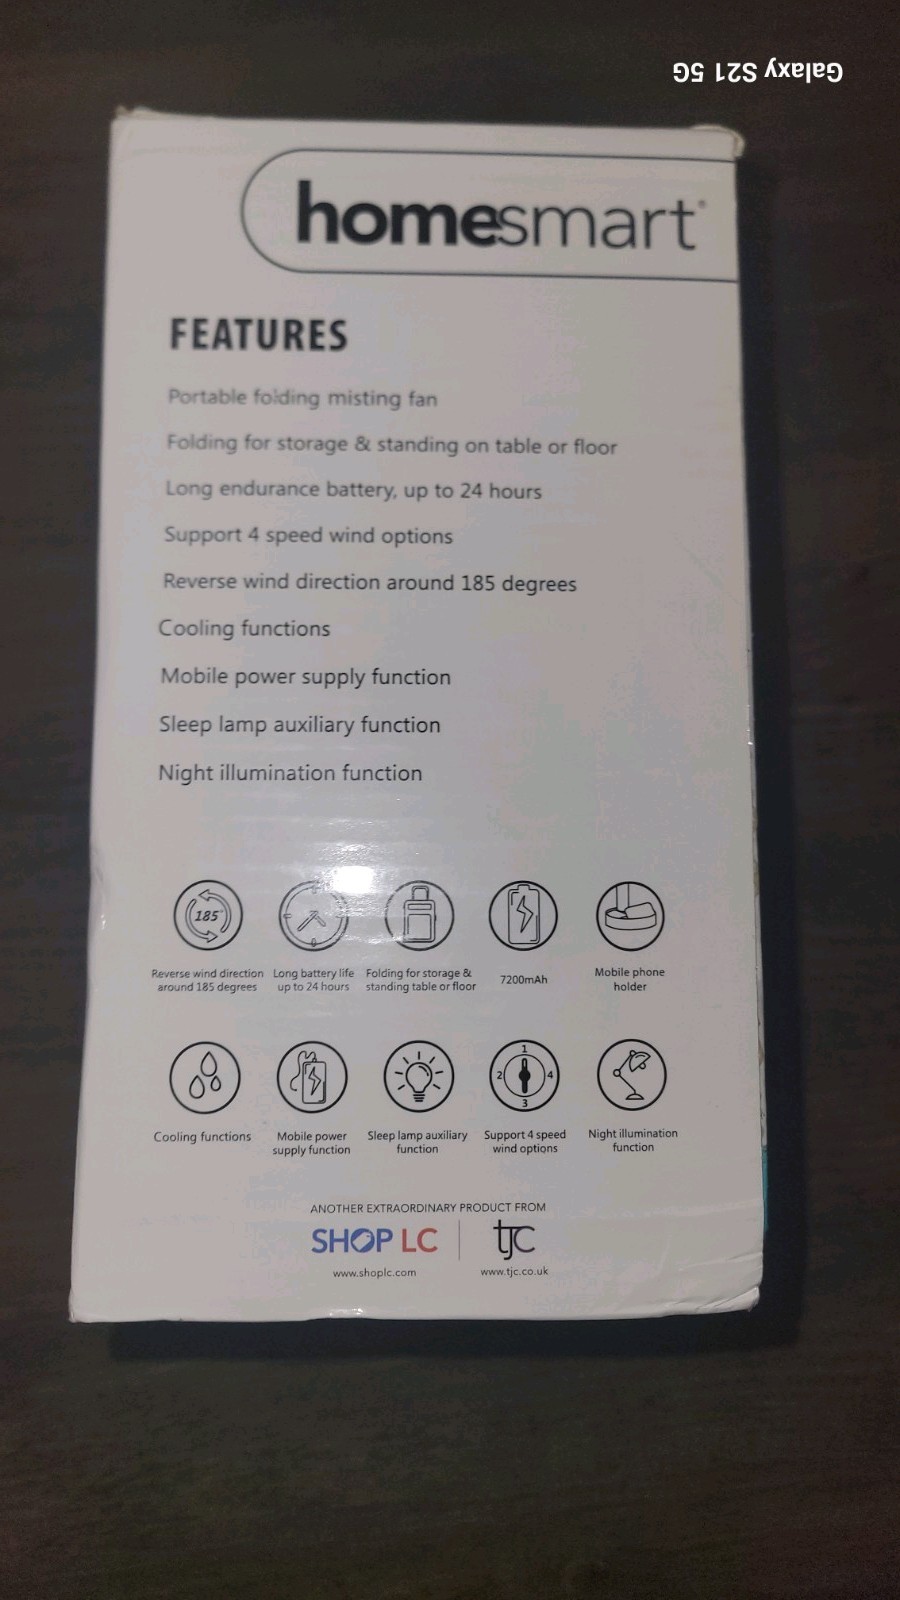 Galaxy S21 5G
homesmart®
FEATURES
Portable folding misting fan
Folding for storage & standing on table or floor
Long endurance battery, up to 24 hours
Support 4 speed wind options
Reverse wind direction around 185 degrees
Cooling functions
Mobile power supply function
Sleep lamp auxiliary function
Night illumination function
185°
Reverse wind direction
around 185 degrees
Long battery life
up to 24 hours
Folding for storage &
standing table or floor
7200mAh
Mobile phone
holder
1
2
4
3
Cooling functions
Mobile power
supply function
Sleep lamp auxiliary
function
Support 4 speed
wind options
Night illumination
function
ANOTHER EXTRAORDINARY PRODUCT FROM
SHOP LC
tjc
www.shoplc.com
www.tjc.co.uk